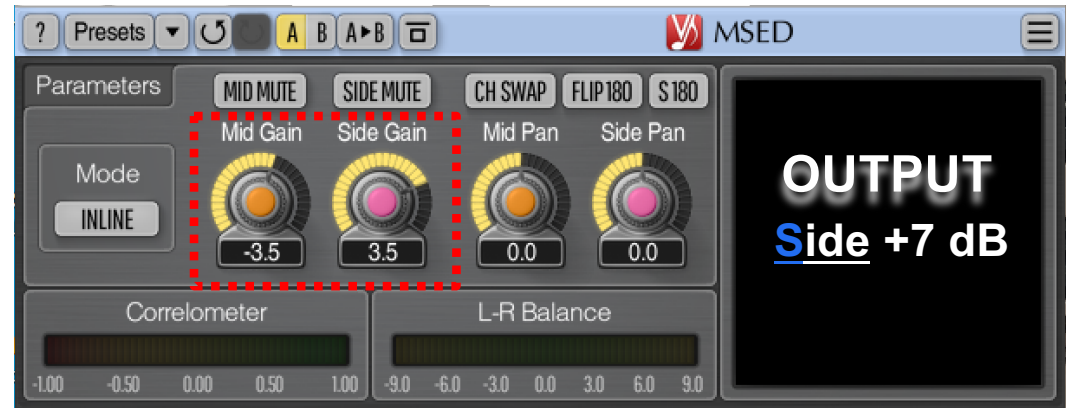 ? Presets A B A▸B MSED
Parameters MID MUTE SIDE MUTE CH SWAP FLIP 180 S 180
Mid Gain Side Gain Mid Pan Side Pan
Mode
INLINE
-3.5 3.5 0.0 0.0
OUTPUT
Side +7 dB
Correlometer L-R Balance
-1.00 -0.50 0.00 0.50 1.00 -9.0 -6.0 -3.0 0.0 3.0 6.0 9.0